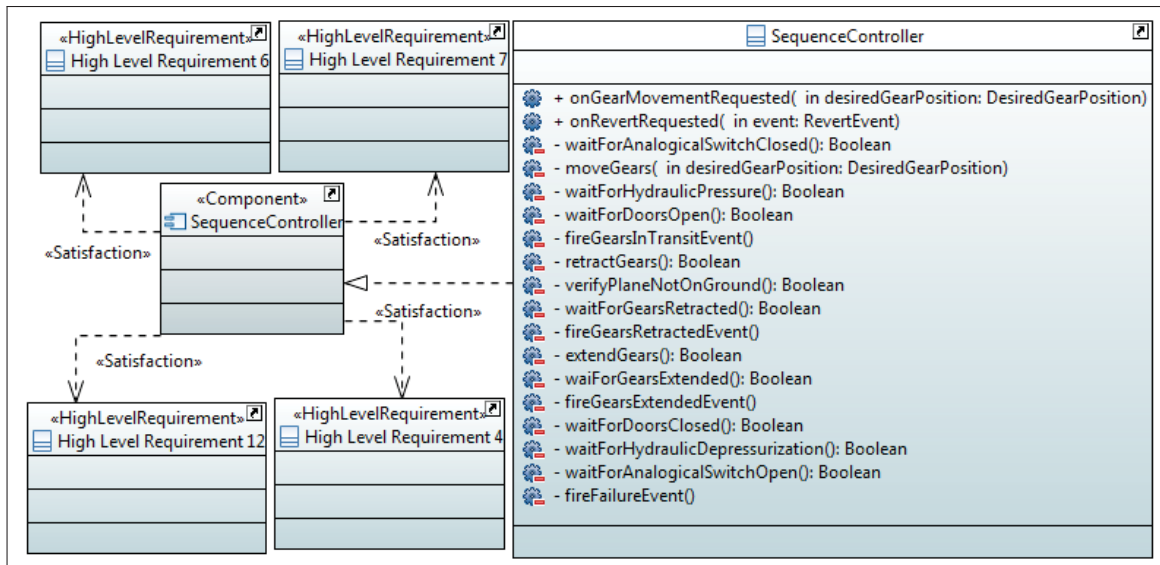 «HighLevelRequirement»
High Level Requirement 6
«HighLevelRequirement»
High Level Requirement 7
«Component»
SequenceController
«Satisfaction»
«Satisfaction»
«Satisfaction»
«Satisfaction»
«HighLevelRequirement»
High Level Requirement 12
«HighLevelRequirement»
High Level Requirement 4
SequenceController
+ onGearMovementRequested( in desiredGearPosition: DesiredGearPosition)
+ onRevertRequested( in event: RevertEvent)
- waitForAnalogicalSwitchClosed(): Boolean
- moveGears( in desiredGearPosition: DesiredGearPosition)
- waitForHydraulicPressure(): Boolean
- waitForDoorsOpen(): Boolean
- fireGearsInTransitEvent()
- retractGears(): Boolean
- verifyPlaneNotOnGround(): Boolean
- waitForGearsRetracted(): Boolean
- fireGearsRetractedEvent()
- extendGears(): Boolean
- waiForGearsExtended(): Boolean
- fireGearsExtendedEvent()
- waitForDoorsClosed(): Boolean
- waitForHydraulicDepressurization(): Boolean
- waitForAnalogicalSwitchOpen(): Boolean
- fireFailureEvent()